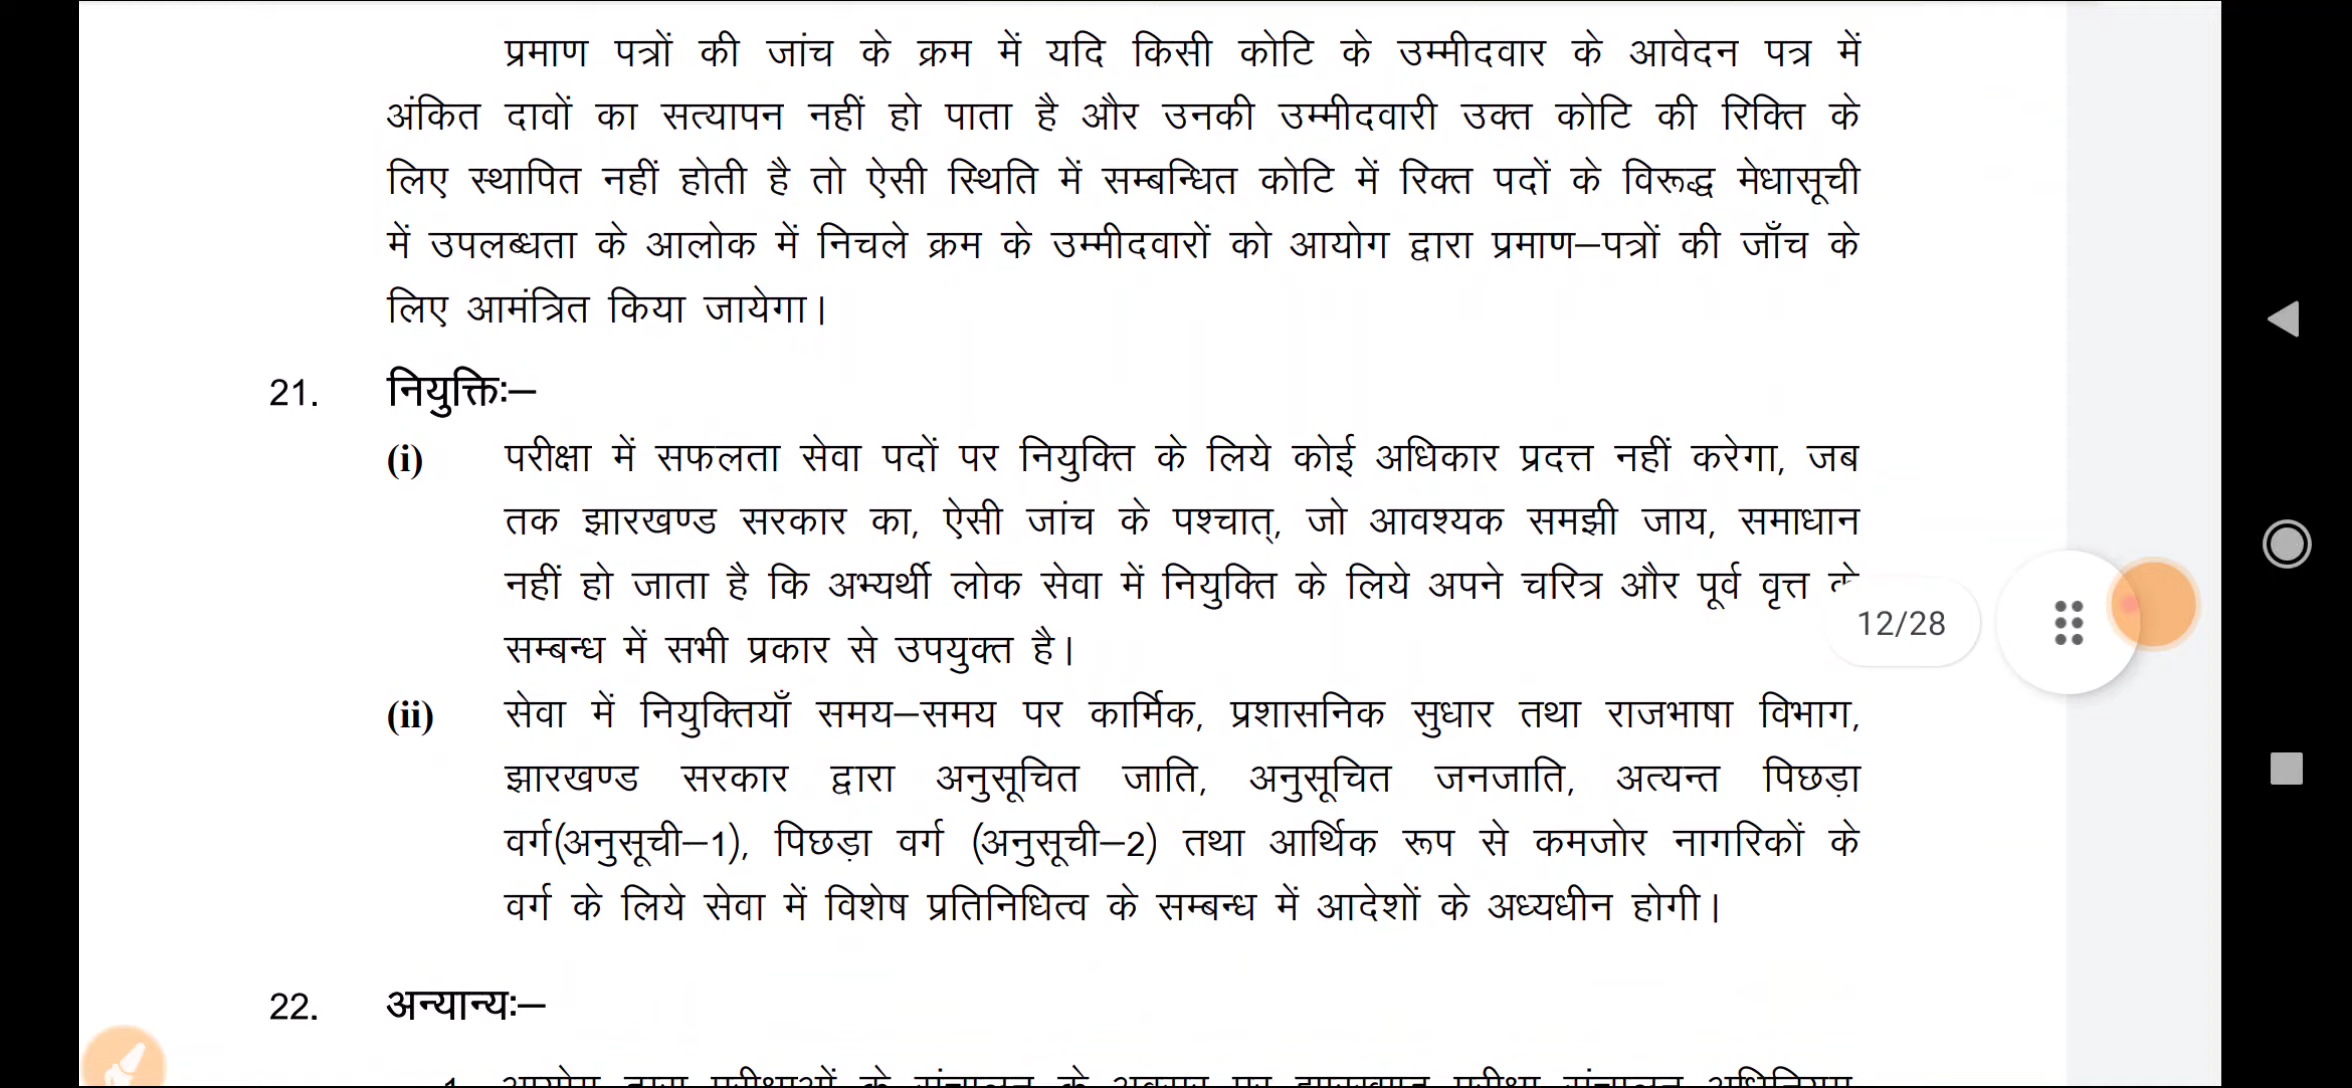 प्रमाण पत्रों की जांच के क्रम में यदि किसी कोटि के उम्मीदवार के आवेदन पत्र में
अंकित दावों का सत्यापन नहीं हो पाता है और उनकी उम्मीदवारी उक्त कोटि की रिक्ति के
लिए स्थापित नहीं होती है तो ऐसी स्थिति में सम्बन्धित कोटि में रिक्त पदों के विरूद्ध मेधासूची
में उपलब्धता के आलोक में निचले क्रम के उम्मीदवारों को आयोग द्वारा प्रमाण–पत्रों की जाँच के
लिए आमंत्रित किया जायेगा।
21. नियुक्तिः–
(i) परीक्षा में सफलता सेवा पदों पर नियुक्ति के लिये कोई अधिकार प्रदत्त नहीं करेगा, जब
तक झारखण्ड सरकार का, ऐसी जांच के पश्चात्, जो आवश्यक समझी जाय, समाधान
नहीं हो जाता है कि अभ्यर्थी लोक सेवा में नियुक्ति के लिये अपने चरित्र और पूर्व वृत्त
12/28
सम्बन्ध में सभी प्रकार से उपयुक्त है।
(ii) सेवा में नियुक्तियाँ समय–समय पर कार्मिक, प्रशासनिक सुधार तथा राजभाषा विभाग,
झारखण्ड सरकार द्वारा अनुसूचित जाति, अनुसूचित जनजाति, अत्यन्त पिछड़ा
वर्ग(अनुसूची–1), पिछड़ा वर्ग (अनुसूची–2) तथा आर्थिक रूप से कमजोर नागरिकों के
वर्ग के लिये सेवा में विशेष प्रतिनिधित्व के सम्बन्ध में आदेशों के अध्यधीन होगी।
22. अन्यान्यः–